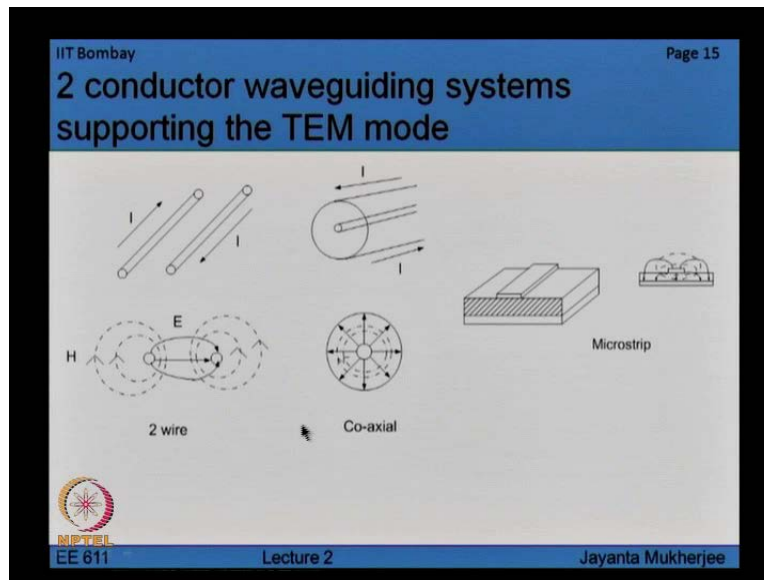 IIT Bombay
Page 15
2 conductor waveguiding systems
supporting the TEM mode
I
I
I
I
E
H
2 wire
Co-axial
Microstrip
NPTEL
EE 611
Lecture 2
Jayanta Mukherjee